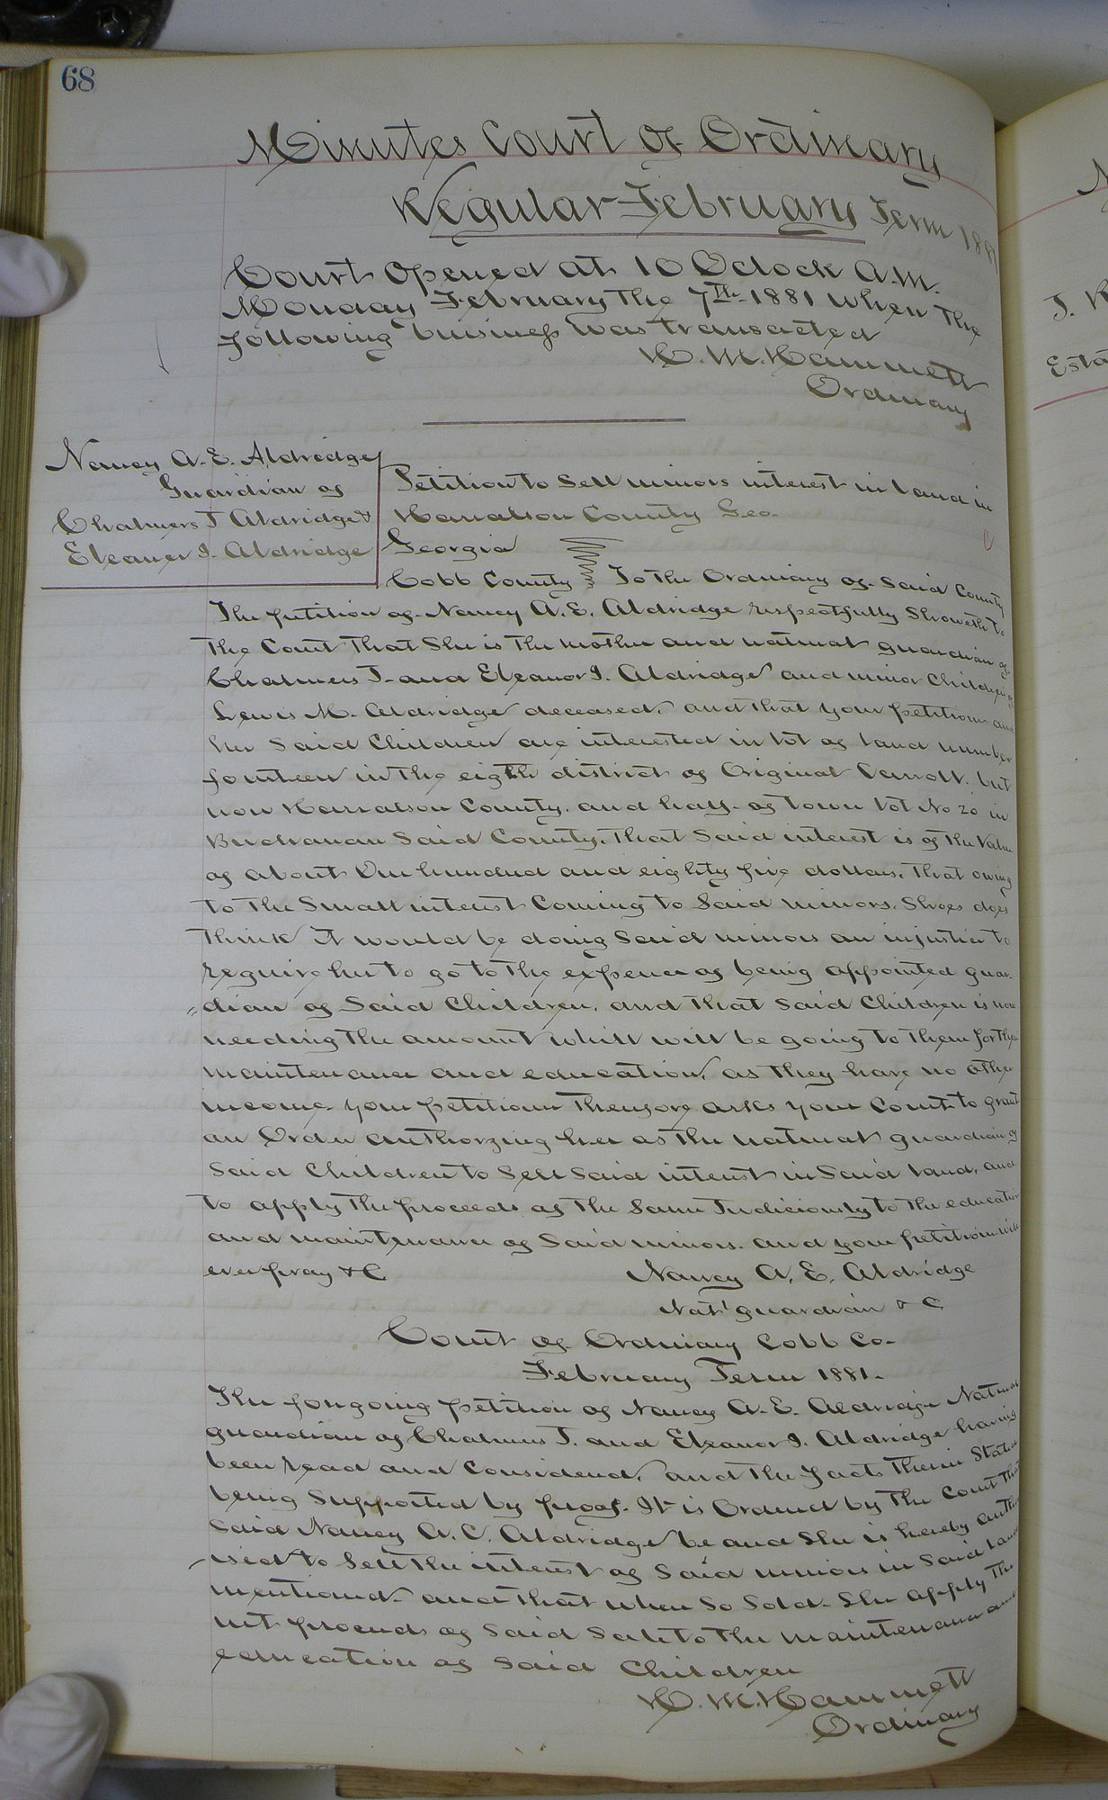 68
Minutes Court of Ordinary
Regular February Term 188
Court Opened at 10 Oclock A.M.
Monday February the 7th 1881 when the
following business was transacted
H. M. Hammett
Ordinary
Nancy A. E. Aldredge
Guardian of
Chalmers J Aldridge &
Eleaner I. Aldridge
Petition to Sell minors interest in land in
Harralson County Geo.
Georgia
Cobb County To the Ordinary of Said County
The petition of Nancy A. E. Aldridge respectfully Showeth to
the Court that She is the mother and natural guardian of
Chalmers J. and Eleanor I. Aldridge and minor Children of
Lewis M. Aldridge deceased, and that your petitioner and
her Said Children are interested in lot of land number
fourteen in the eigth district of Original Carroll. but
now Harralson County. and half of town lot No 20 in
Buchanan Said County. That Said interest is of the Value
of about One hundred and eighty five dollars. That owing
to the Small interest Coming to Said minors. Shoes does
think it would be doing Said minors an injustice to
require her to go to the expence of being appointed guar-
"dian of Said Children. and that said Children is now
needing the amount whitt will be going to them for the
maintenance and education, as they have no other
income. your petitioner therefore asks your Court to grant
an Order authorzing her as the natural guardian of
Said Children to Sell Said interest in Said land, and
to apply the proceeds of the Same Judiciously to the education
and maintenance of Said minors. and your petitioner will
ever pray &C
Nancy A. E. Aldridge
Nat' guardian & C
Court of Ordinary Cobb Co-
February Term 1881.
The forgoing petition of Nancy A. E. Aldridge Natural
guardian of Chalmers J. and Eleanor I. Aldridge having
been read and Considerd, and the facts therein Stated
being Supported by proof. It is Orderd by the Court that
Said Nancy A. C. Aldridge be and She is hereby autho
-ised to Sell the interest of Said minors in Said land
mentioned. and that when So Sold. She apply the
net proceeds of Said Sale to the maintenance and
education of Said Children
H. M. Hammett
Ordinary
J.
Esta